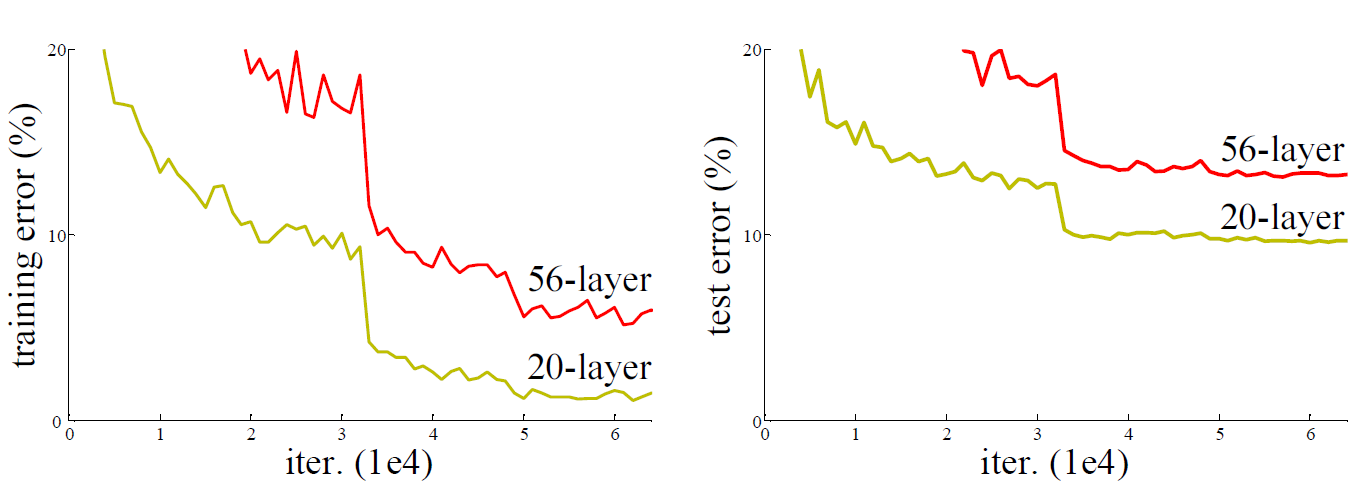 20
10
0
training error (%)
56-layer
20-layer
0 1 2 3 4 5 6
iter. (1e4)
20
10
0
test error (%)
56-layer
20-layer
0 1 2 3 4 5 6
iter. (1e4)